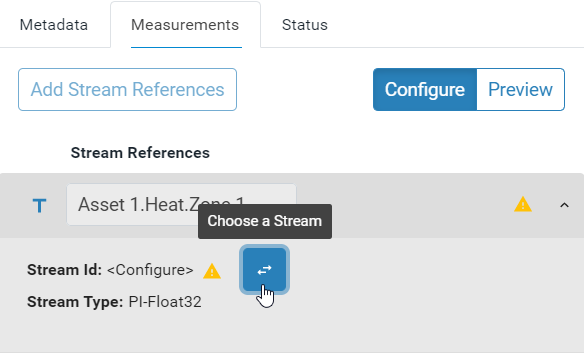 Metadata Measurements Status
Add Stream References Configure Preview
Stream References
T Asset 1.Heat.Zone 1
Choose a Stream
Stream Id: <Configure>
Stream Type: PI-Float32